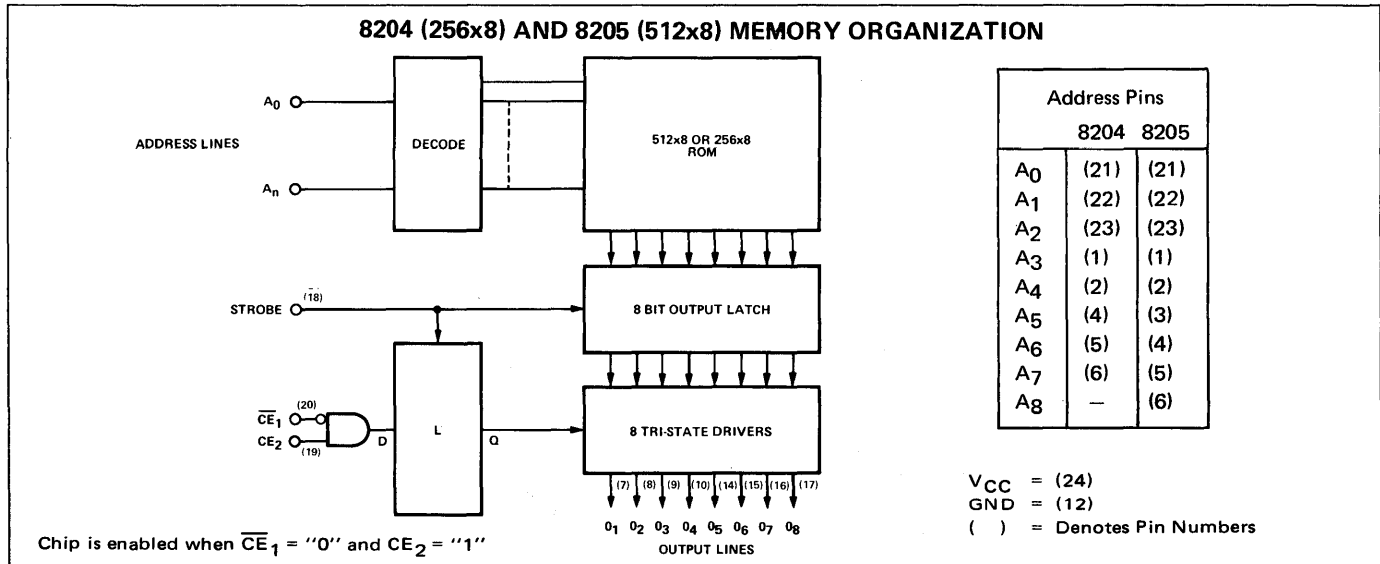 8204 (256x8) AND 8205 (512x8) MEMORY ORGANIZATION
ADDRESS LINES
A0
An
DECODE
512x8 OR 256x8
ROM
STROBE (18)
8 BIT OUTPUT LATCH
CE1 (20)
CE2 (19)
D L Q
8 TRI-STATE DRIVERS
(7) (8) (9) (10) (14) (15) (16) (17)
01 02 03 04 05 06 07 08
OUTPUT LINES
Chip is enabled when CE1 = "0" and CE2 = "1"
Address Pins
8204 8205
A0 (21) (21)
A1 (22) (22)
A2 (23) (23)
A3 (1) (1)
A4 (2) (2)
A5 (4) (3)
A6 (5) (4)
A7 (6) (5)
A8 – (6)
VCC = (24)
GND = (12)
( ) = Denotes Pin Numbers